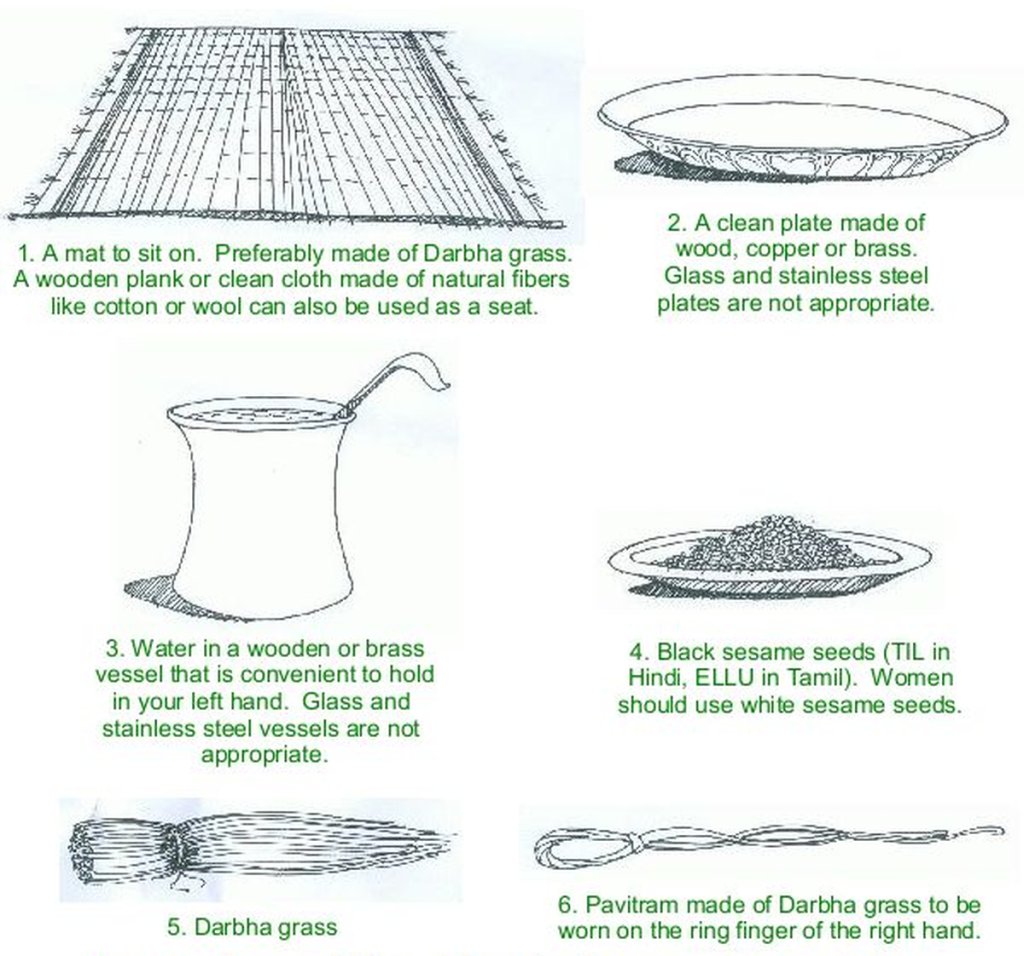 1. A mat to sit on.  Preferably made of Darbha grass.
A wooden plank or clean cloth made of natural fibers
like cotton or wool can also be used as a seat.
2. A clean plate made of
wood, copper or brass.
Glass and stainless steel
plates are not appropriate.
3. Water in a wooden or brass
vessel that is convenient to hold
in your left hand.  Glass and
stainless steel vessels are not
appropriate.
4. Black sesame seeds (TIL in
Hindi, ELLU in Tamil).  Women
should use white sesame seeds.
5. Darbha grass
6. Pavitram made of Darbha grass to be
worn on the ring finger of the right hand.